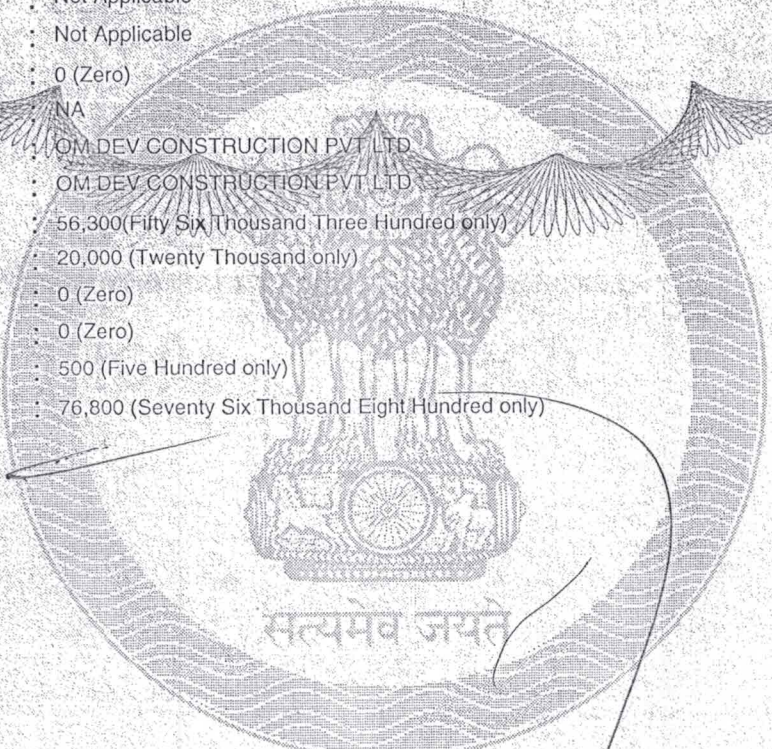 : Not Applicable
: Not Applicable
: 0 (Zero)
: NA
: OM DEV CONSTRUCTION PVT LTD
: OM DEV CONSTRUCTION PVT LTD
: 56,300(Fifty Six Thousand Three Hundred only)
: 20,000 (Twenty Thousand only)
: 0 (Zero)
: 0 (Zero)
: 500 (Five Hundred only)
: 76,800 (Seventy Six Thousand Eight Hundred only)
सत्यमेव जयते